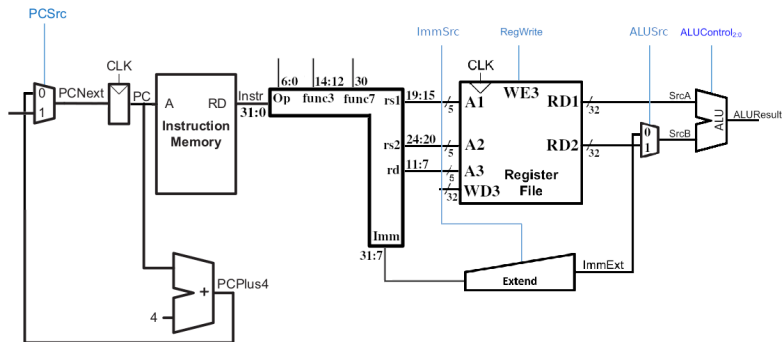 PCSrc
ImmSrc
RegWrite
ALUSrc
ALUControl2:0
CLK
6:0
14:12
30
0
1
PCNext
PC
A
RD
Instruction
Memory
Instr
31:0
Op
func3
func7
rs1
19:15
5
CLK
A1
WE3
RD1
32
SrcA
rs2
24:20
5
A2
RD2
32
0
1
SrcB
ALU
ALUResult
rd
11:7
5
A3
WD3
32
Register
File
Imm
31:7
Extend
ImmExt
+
PCPlus4
4